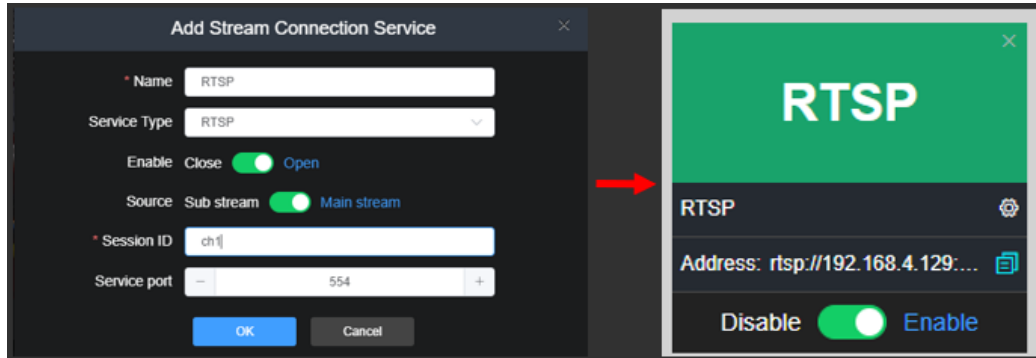 Add Stream Connection Service
* Name RTSP
Service Type RTSP
Enable Close Open
Source Sub stream Main stream
* Session ID ch1
Service port − 554 +
OK Cancel
RTSP
RTSP
Address: rtsp://192.168.4.129:...
Disable Enable